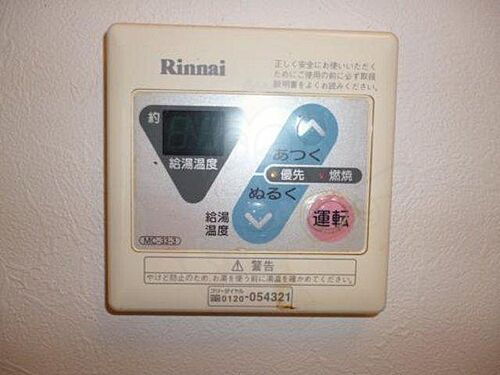 Rinnai
正しく安全にお使いいただく
ためにご使用の前に必ず取扱
説明書をよくお読みください。
約
給湯温度
あつく
優先 燃焼
ぬるく
給湯
温度
運転
MC-33-3
⚠ 警告
やけど防止のため、お湯を使う前に湯温を確かめてください。
フリーダイヤル
0120-054321